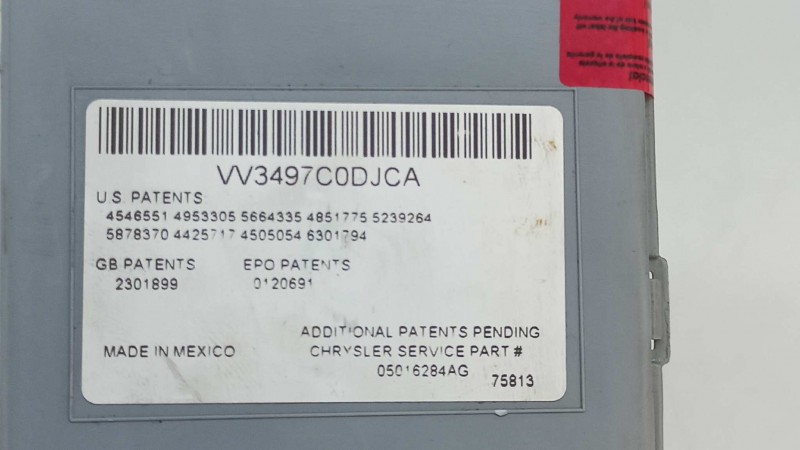 VV3497C0DJCA
U.S. PATENTS
4546551 4953305 5664335 4851775 5239264
5878370 4425717 4505054 6301794
GB PATENTS EPO PATENTS
2301899 0120691
ADDITIONAL PATENTS PENDING
MADE IN MEXICO CHRYSLER SERVICE PART #
05016284AG
75813